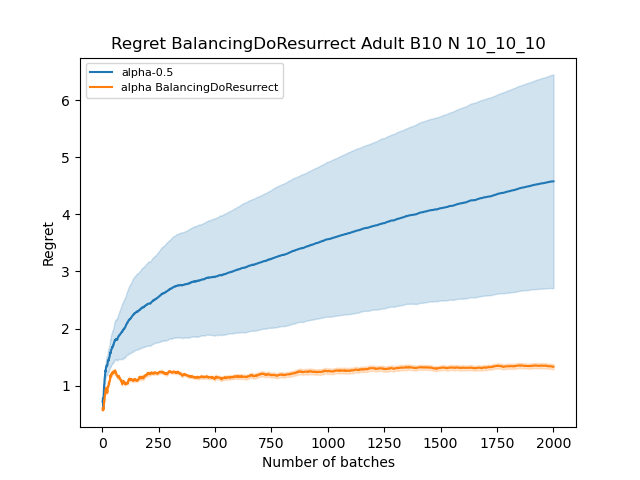 Regret BalancingDoResurrect Adult B10 N 10_10_10
alpha-0.5
alpha BalancingDoResurrect
Regret
6
5
4
3
2
1
0 250 500 750 1000 1250 1500 1750 2000
Number of batches